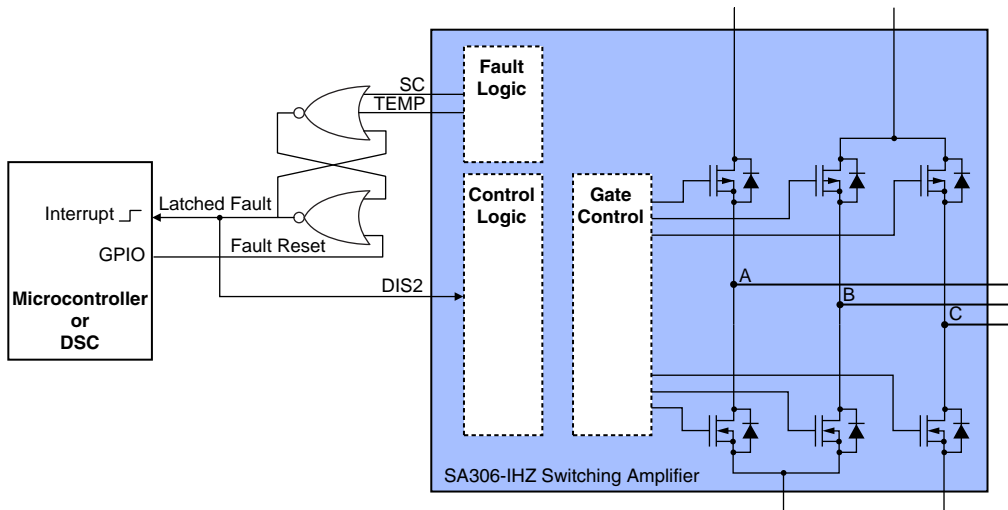 Fault
Logic
SC
TEMP
Control
Logic
Gate
Control
Interrupt
Latched Fault
GPIO
Fault Reset
DIS2
Microcontroller
or
DSC
A
B
C
SA306-IHZ Switching Amplifier